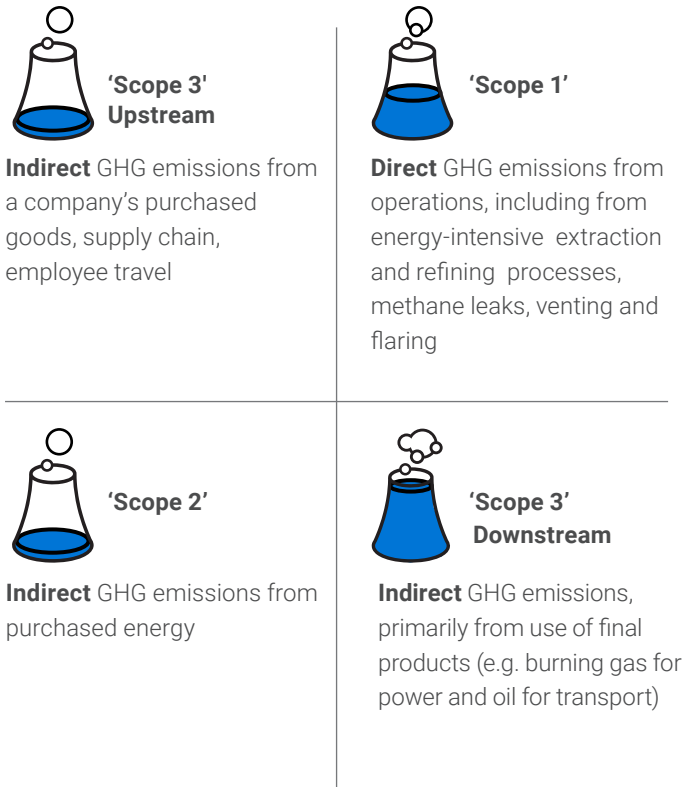 ‘Scope 3'
Upstream
Indirect GHG emissions from
a company’s purchased
goods, supply chain,
employee travel
‘Scope 1’
Direct GHG emissions from
operations, including from
energy-intensive extraction
and refining processes,
methane leaks, venting and
flaring
‘Scope 2’
Indirect GHG emissions from
purchased energy
‘Scope 3’
Downstream
Indirect GHG emissions,
primarily from use of final
products (e.g. burning gas for
power and oil for transport)